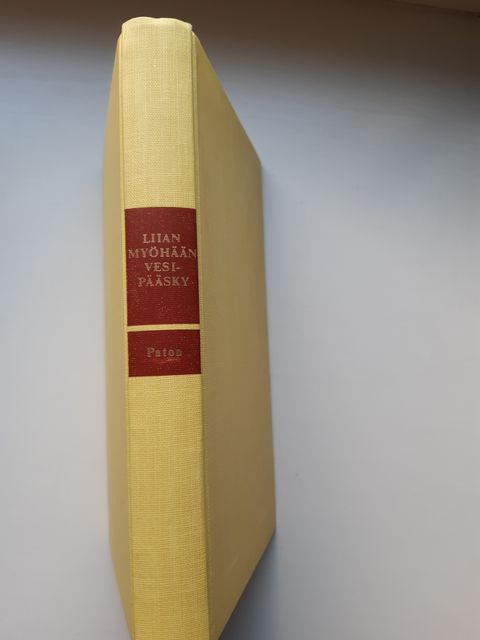 LIIAN
MYÖHÄÄN
VESI-
PÄÄSKY
Paton